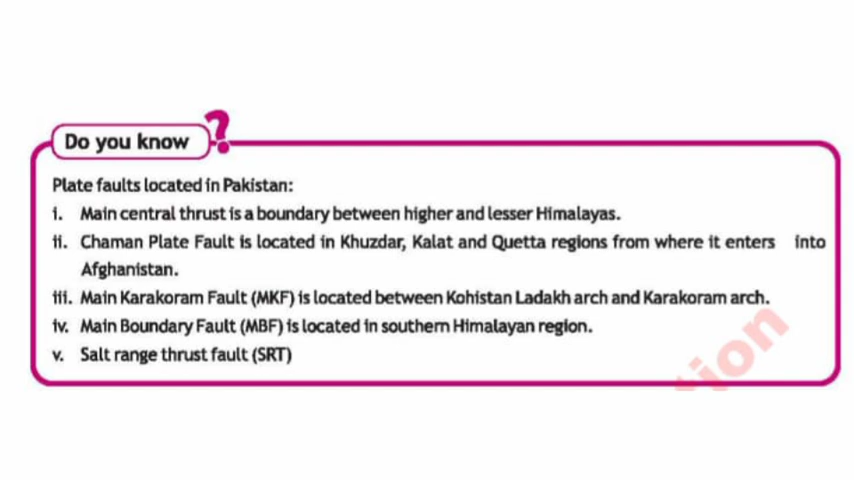 Do you know ?
Plate faults located in Pakistan:
i. Main central thrust is a boundary between higher and lesser Himalayas.
ii. Chaman Plate Fault is located in Khuzdar, Kalat and Quetta regions from where it enters into
Afghanistan.
iii. Main Karakoram Fault (MKF) is located between Kohistan Ladakh arch and Karakoram arch.
iv. Main Boundary Fault (MBF) is located in southern Himalayan region.
v. Salt range thrust fault (SRT)